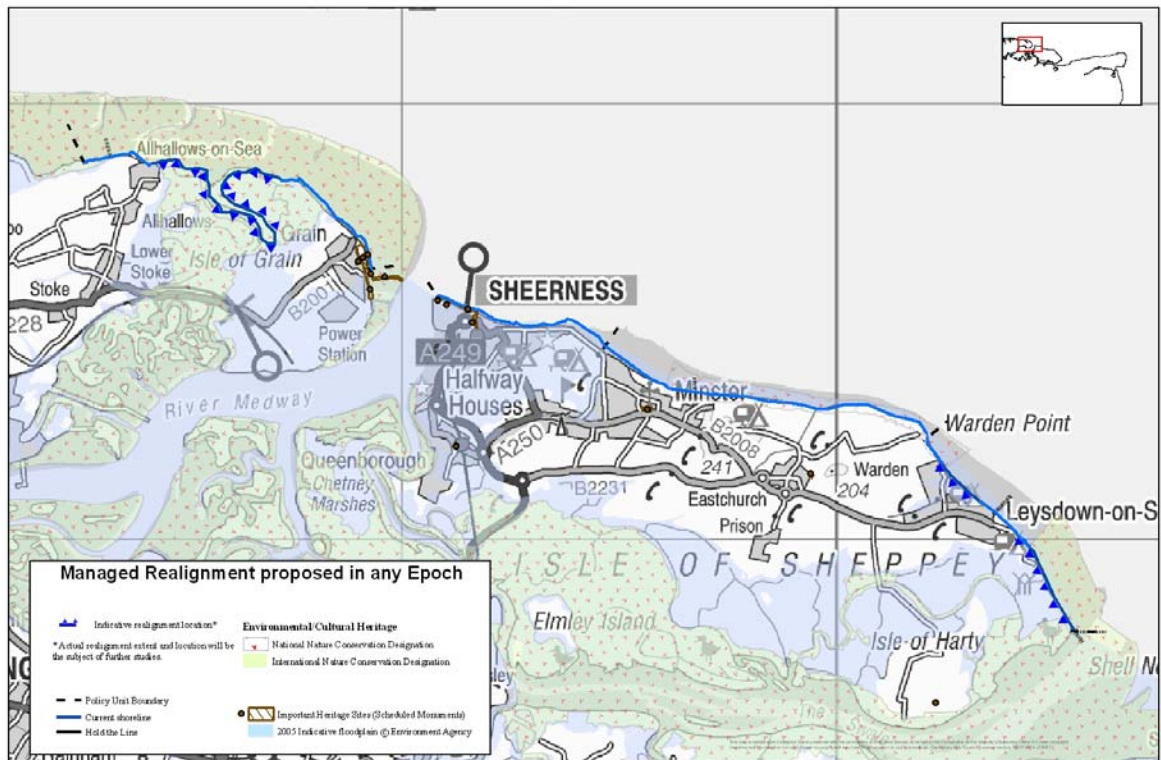 Allhallows-on-Sea
Allhallows
Grain
Isle of Grain
Lower
Stoke
Stoke
228
B2001
Power
Station
SHEERNESS
A249
Halfway
Houses
River Medway
Minster
A250
B2008
241
Warden Point
Warden
204
Queenborough
Chetney
Marshes
B2231
Eastchurch
Prison
Leysdown-on-S
ISLE OF SHEPPEY
Elmley Island
Isle of Harty
Shell N
Managed Realignment proposed in any Epoch
Indicative realignment location*
*Actual realignment extent and location will be
the subject of further studies.
Environmental/Cultural Heritage
National Nature Conservation Designation
International Nature Conservation Designation
Policy Unit Boundary
Current shoreline
Hold the Line
Important Heritage Sites (Scheduled Monuments)
2005 Indicative floodplain © Environment Agency